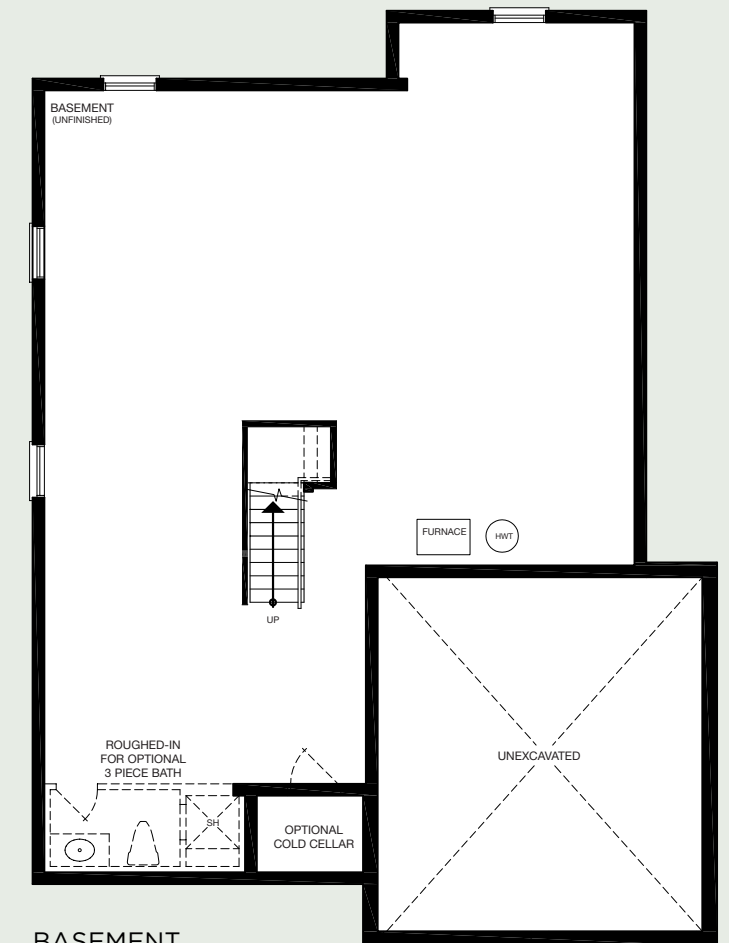 BASEMENT
(UNFINISHED)
FURNACE
HWT
UP
ROUGHED-IN
FOR OPTIONAL
3 PIECE BATH
UNEXCAVATED
SH
OPTIONAL
COLD CELLAR
BASEMENT